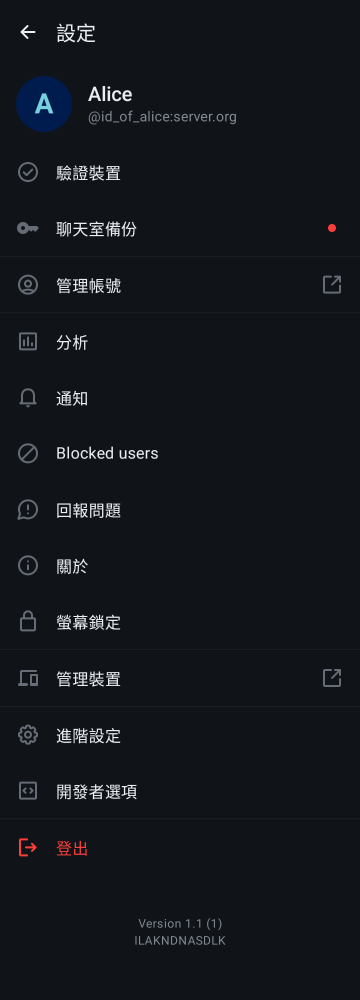 設定
A
Alice
@id_of_alice:server.org
驗證裝置
聊天室備份
管理帳號
分析
通知
Blocked users
回報問題
關於
螢幕鎖定
管理裝置
進階設定
開發者選項
登出
Version 1.1 (1)
ILAKNDNASDLK